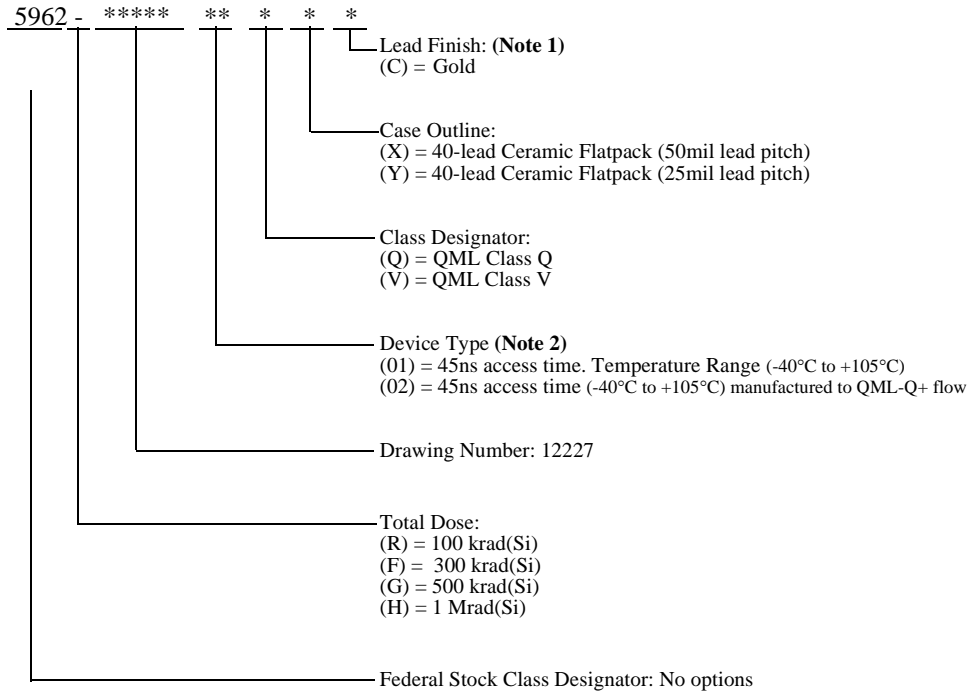 5962 - ***** ** * * *
Lead Finish: (Note 1)
(C) = Gold
Case Outline:
(X) = 40-lead Ceramic Flatpack (50mil lead pitch)
(Y) = 40-lead Ceramic Flatpack (25mil lead pitch)
Class Designator:
(Q) = QML Class Q
(V) = QML Class V
Device Type (Note 2)
(01) = 45ns access time. Temperature Range (-40°C to +105°C)
(02) = 45ns access time (-40°C to +105°C) manufactured to QML-Q+ flow
Drawing Number: 12227
Total Dose:
(R) = 100 krad(Si)
(F) = 300 krad(Si)
(G) = 500 krad(Si)
(H) = 1 Mrad(Si)
Federal Stock Class Designator: No options